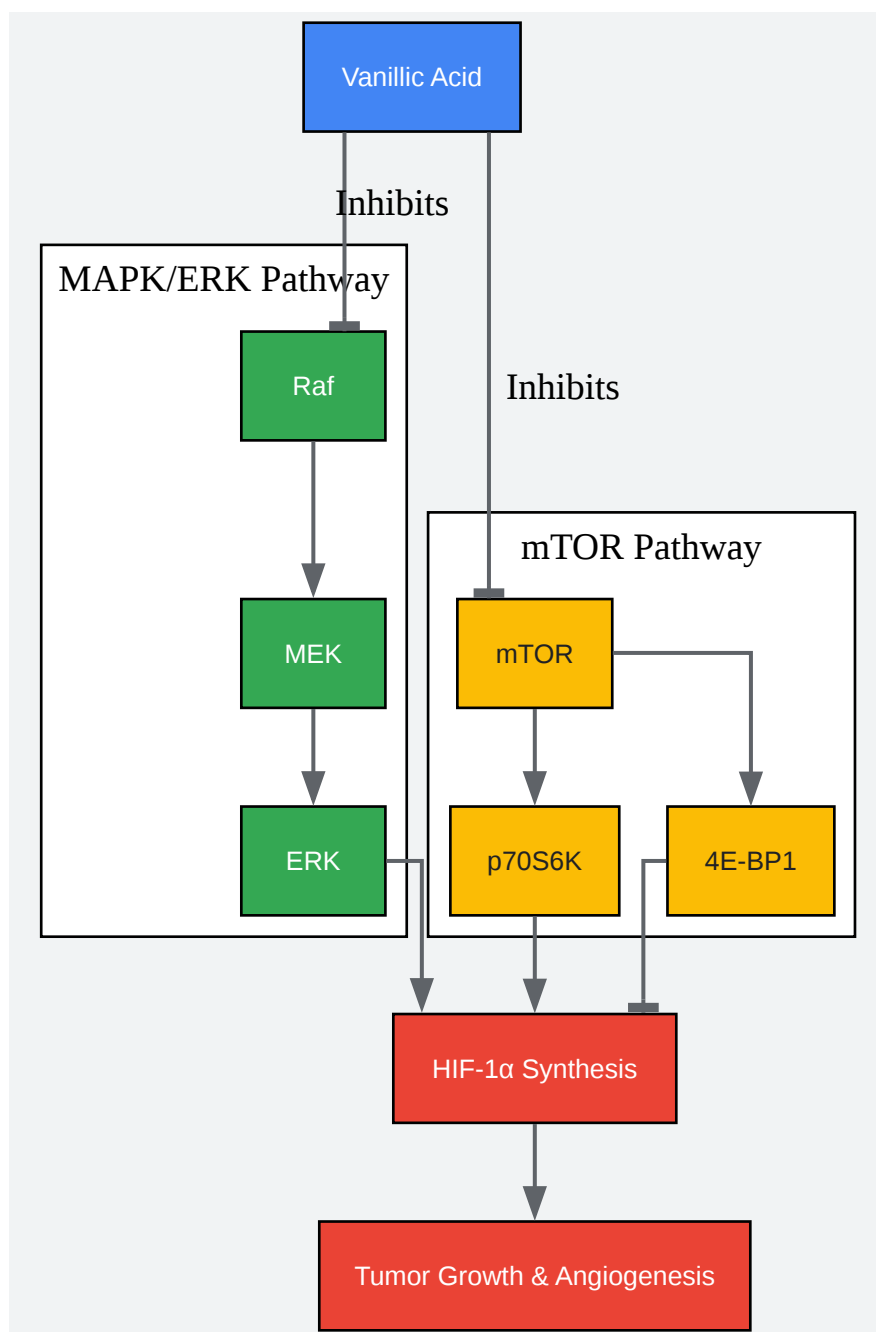 Vanillic Acid
Inhibits
MAPK/ERK Pathway
Raf
Inhibits
mTOR Pathway
MEK
mTOR
ERK
p70S6K
4E-BP1
HIF-1α Synthesis
Tumor Growth & Angiogenesis